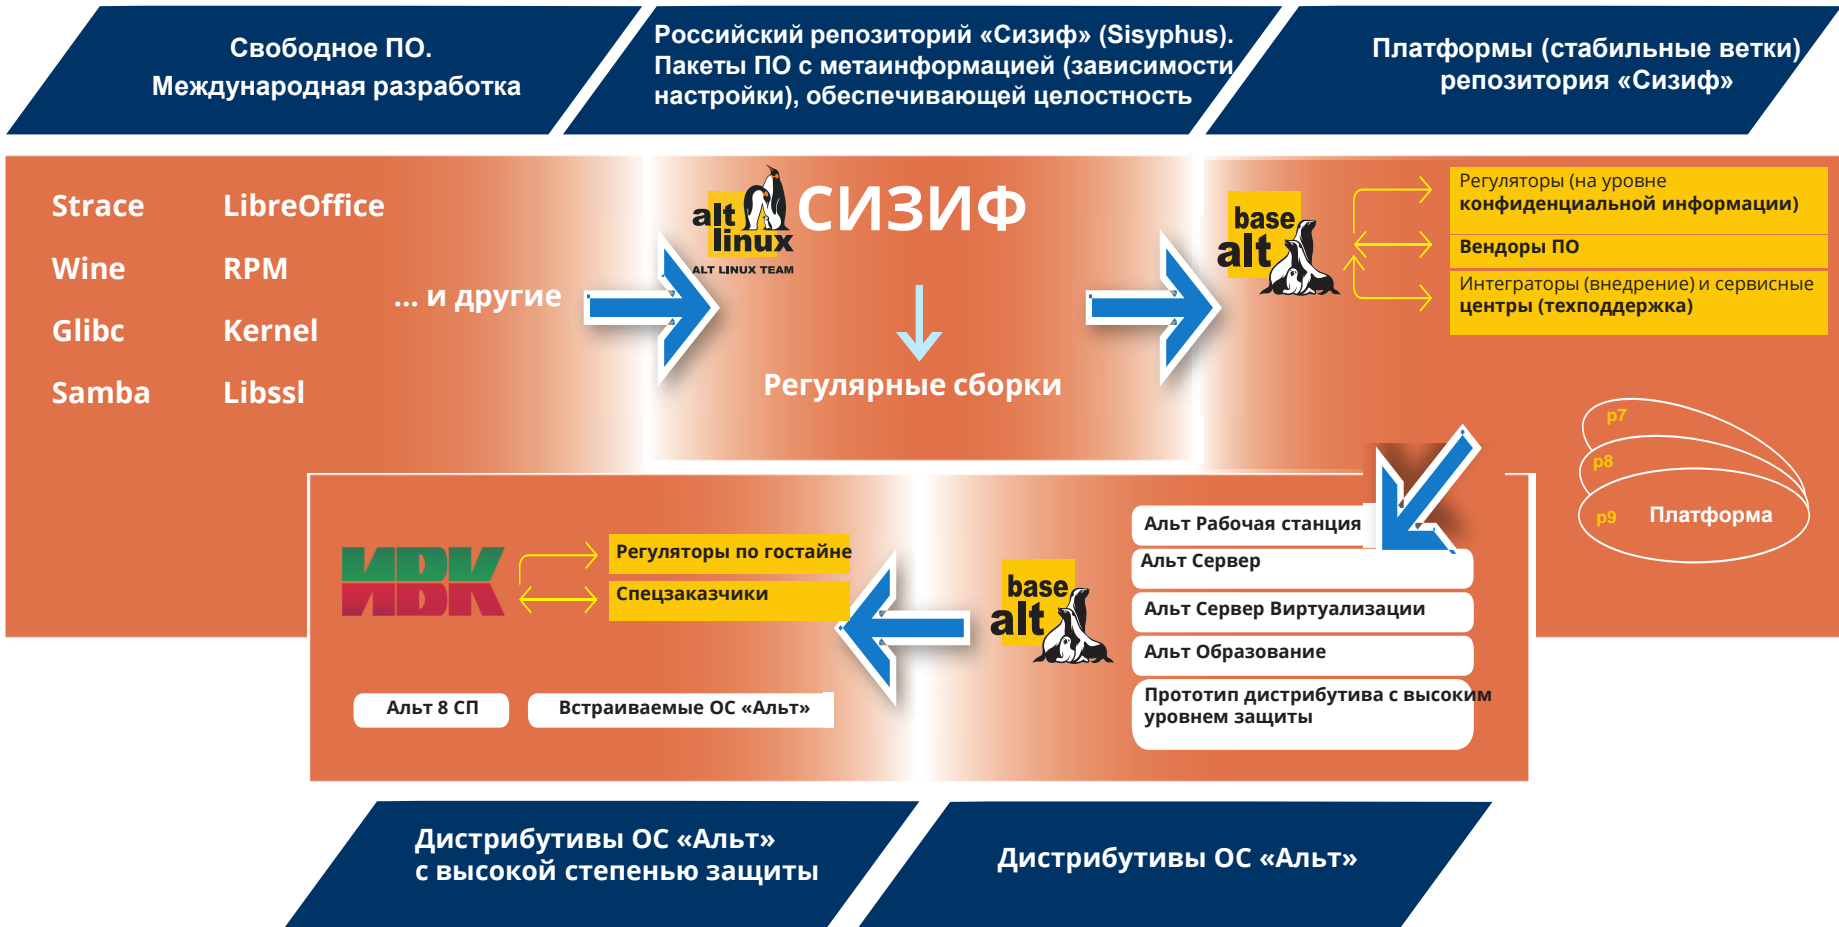 Свободное ПО.
Международная разработка
Российский репозиторий «Сизиф» (Sisyphus).
Пакеты ПО с метаинформацией (зависимости
настройки), обеспечивающей целостность
Платформы (стабильные ветки)
репозитория «Сизиф»
Strace
LibreOffice
Wine
RPM
... и другие
Glibc
Kernel
Samba
Libssl
alt
linux
ALT LINUX TEAM
СИЗИФ
Регулярные сборки
base
alt
Регуляторы (на уровне
конфиденциальной информации)
Вендоры ПО
Интеграторы (внедрение) и сервисные
центры (техподдержка)
p7
p8
p9
Платформа
ИВК
Регуляторы по гостайне
Спецзаказчики
Альт 8 СП
Встраиваемые ОС «Альт»
base
alt
Альт Рабочая станция
Альт Сервер
Альт Сервер Виртуализации
Альт Образование
Прототип дистрибутива с высоким
уровнем защиты
Дистрибутивы ОС «Альт»
с высокой степенью защиты
Дистрибутивы ОС «Альт»